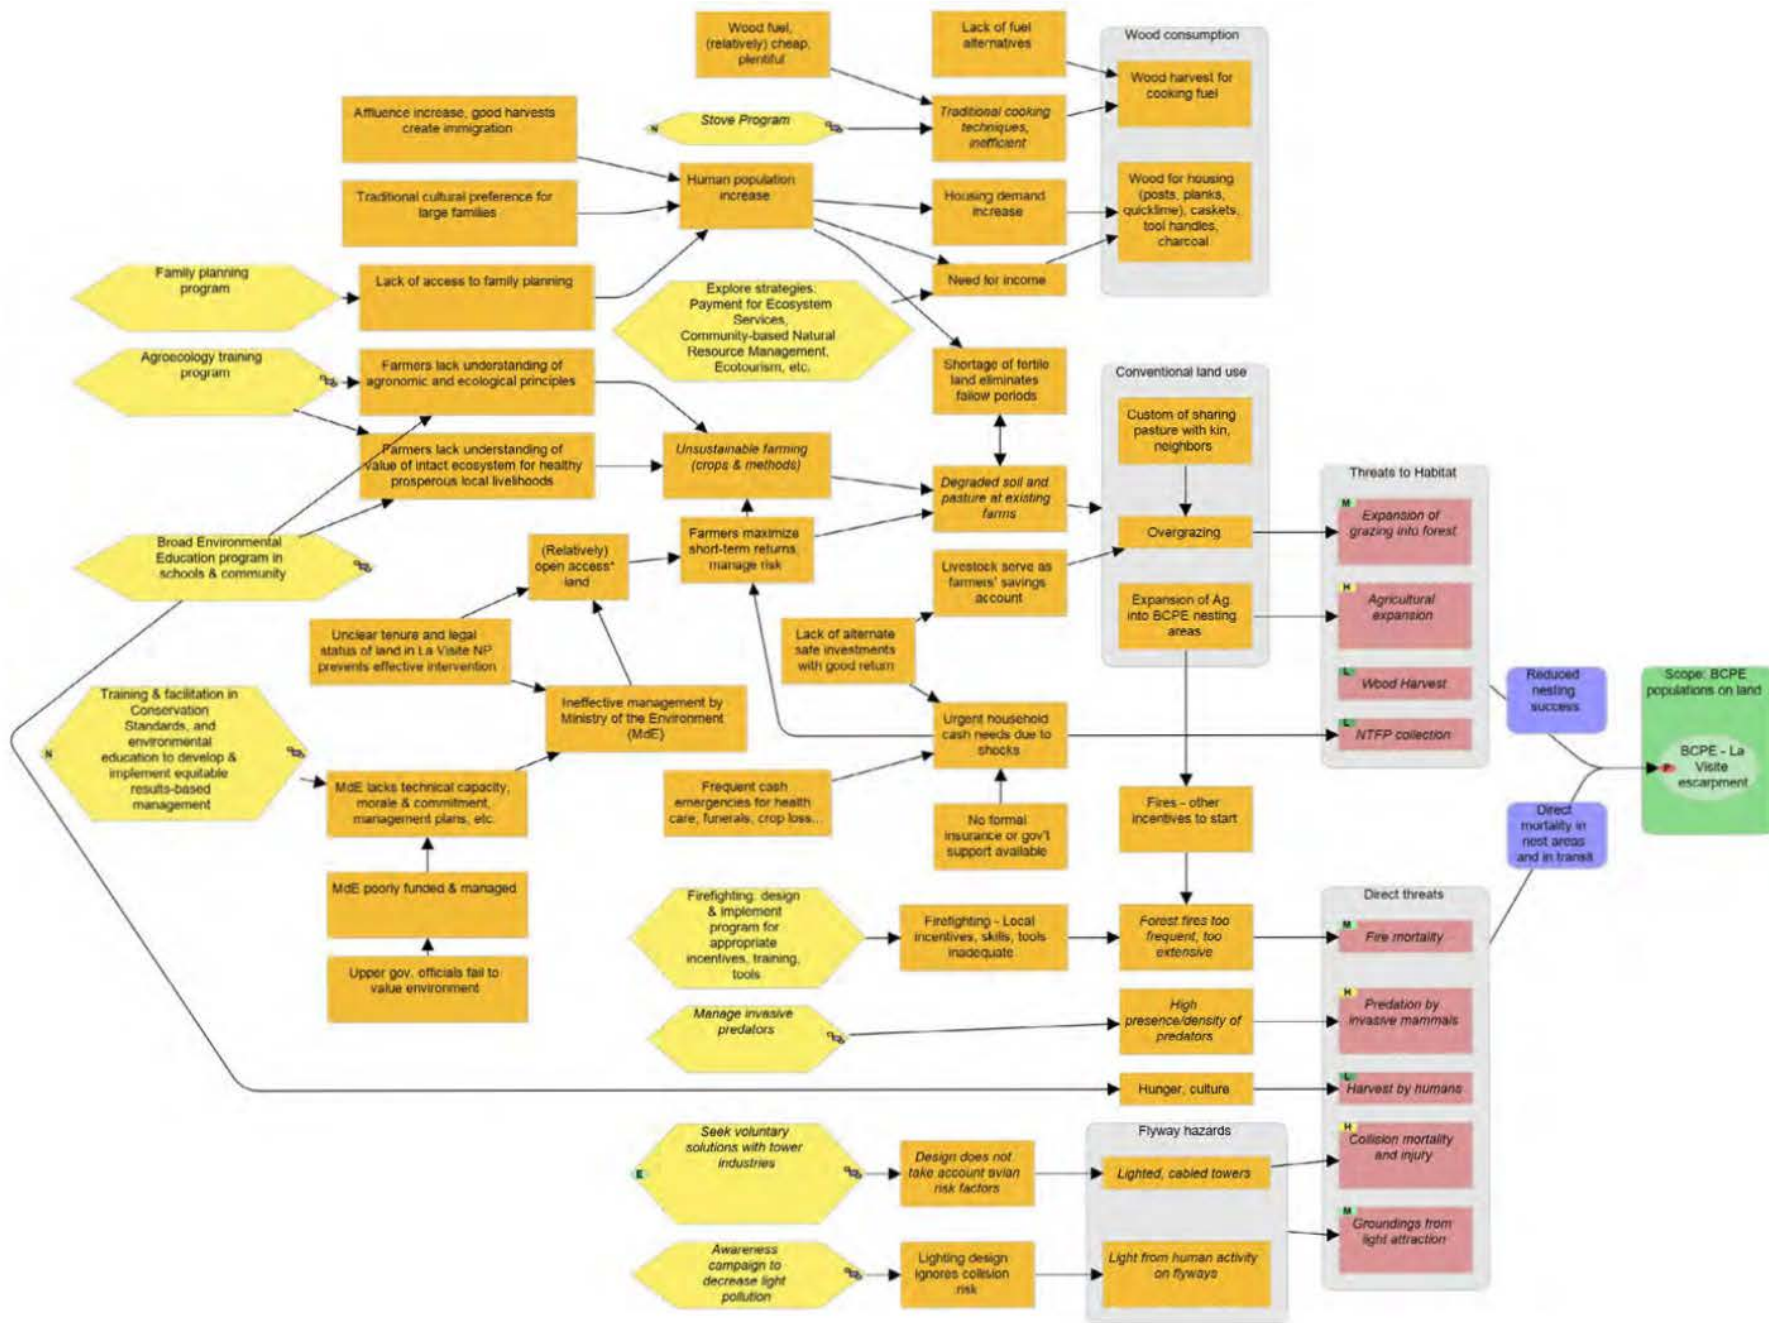 Wood fuel,
(relatively) cheap,
plentiful
Lack of fuel
alternatives
Wood consumption
Wood harvest for
cooking fuel
Affluence increase, good harvests
create immigration
N
Stove Program
Traditional cooking
techniques,
inefficient
Traditional cultural preference for
large families
Human population
increase
Housing demand
increase
Wood for housing
(posts, planks,
quicklime), caskets,
tool handles,
charcoal
Family planning
program
Lack of access to family planning
Need for income
Explore strategies:
Payment for Ecosystem
Services,
Community-based Natural
Resource Management,
Ecotourism, etc.
Agroecology training
program
Farmers lack understanding of
agronomic and ecological principles
Shortage of fertile
land eliminates
fallow periods
Conventional land use
Custom of sharing
pasture with kin,
neighbors
Farmers lack understanding of
value of intact ecosystem for healthy
prosperous local livelihoods
Unsustainable farming
(crops & methods)
Degraded soil and
pasture at existing
farms
Overgrazing
Threats to Habitat
M
Expansion of
grazing into forest
Broad Environmental
Education program in
schools & community
(Relatively)
open access*
land
Farmers maximize
short-term returns,
manage risk
Livestock serve as
farmers' savings
account
Expansion of Ag.
into BCPE nesting
areas
H
Agricultural
expansion
Unclear tenure and legal
status of land in La Visite NP
prevents effective intervention
Lack of alternate
safe investments
with good return
L
Wood Harvest
Reduced
nesting
success
Scope: BCPE
populations on land
Training & facilitation in
Conservation
Standards, and
environmental
education to develop &
implement equitable
results-based
management
N
Ineffective management by
Ministry of the Environment
(MdE)
Urgent household
cash needs due to
shocks
L
NTFP collection
BCPE - La
Visite
escarpment
MdE lacks technical capacity,
morale & commitment,
management plans, etc.
Frequent cash
emergencies for health
care, funerals, crop loss...
No formal
insurance or gov't
support available
Fires - other
incentives to start
Direct
mortality in
nest areas
and in transit
MdE poorly funded & managed
Firefighting: design
& implement
program for
appropriate
incentives, training,
tools
Firefighting - Local
incentives, skills, tools
inadequate
Forest fires too
frequent, too
extensive
Direct threats
M
Fire mortality
Upper gov. officials fail to
value environment
Manage invasive
predators
High
presence/density of
predators
H
Predation by
invasive mammals
Hunger, culture
L
Harvest by humans
Seek voluntary
solutions with tower
industries
E
Design does not
take account avian
risk factors
Flyway hazards
Lighted, cabled towers
H
Collision mortality
and injury
Awareness
campaign to
decrease light
pollution
Lighting design
ignores collision
risk
Light from human activity
on flyways
M
Groundings from
light attraction